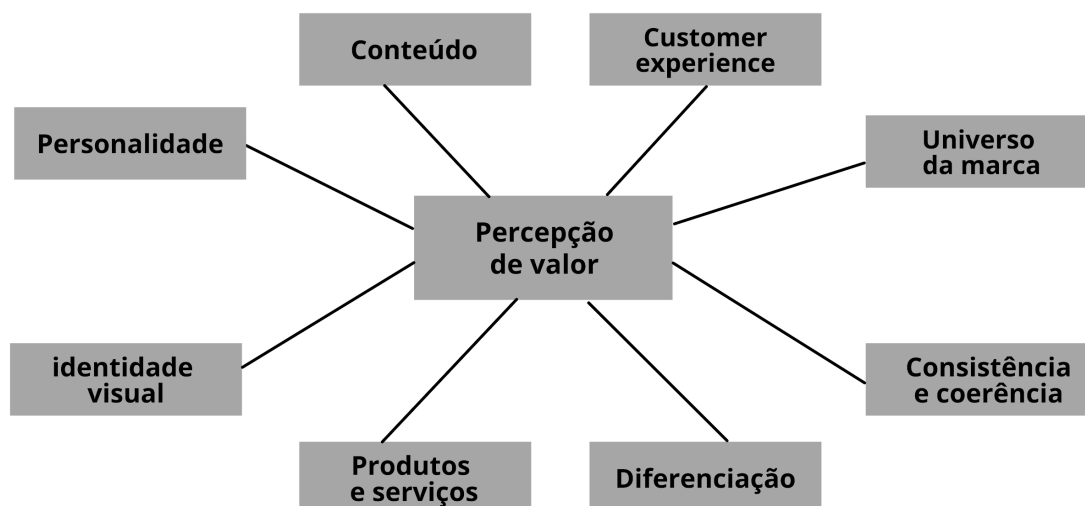 Conteúdo
Customer
experience
Personalidade
Universo
da marca
Percepção
de valor
identidade
visual
Consistência
e coerência
Produtos
e serviços
Diferenciação